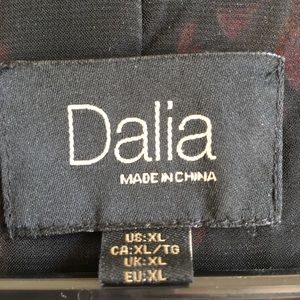 Dalia
MADE IN CHINA
US:XL
CA:XL/TG
UK:XL
EU:XL